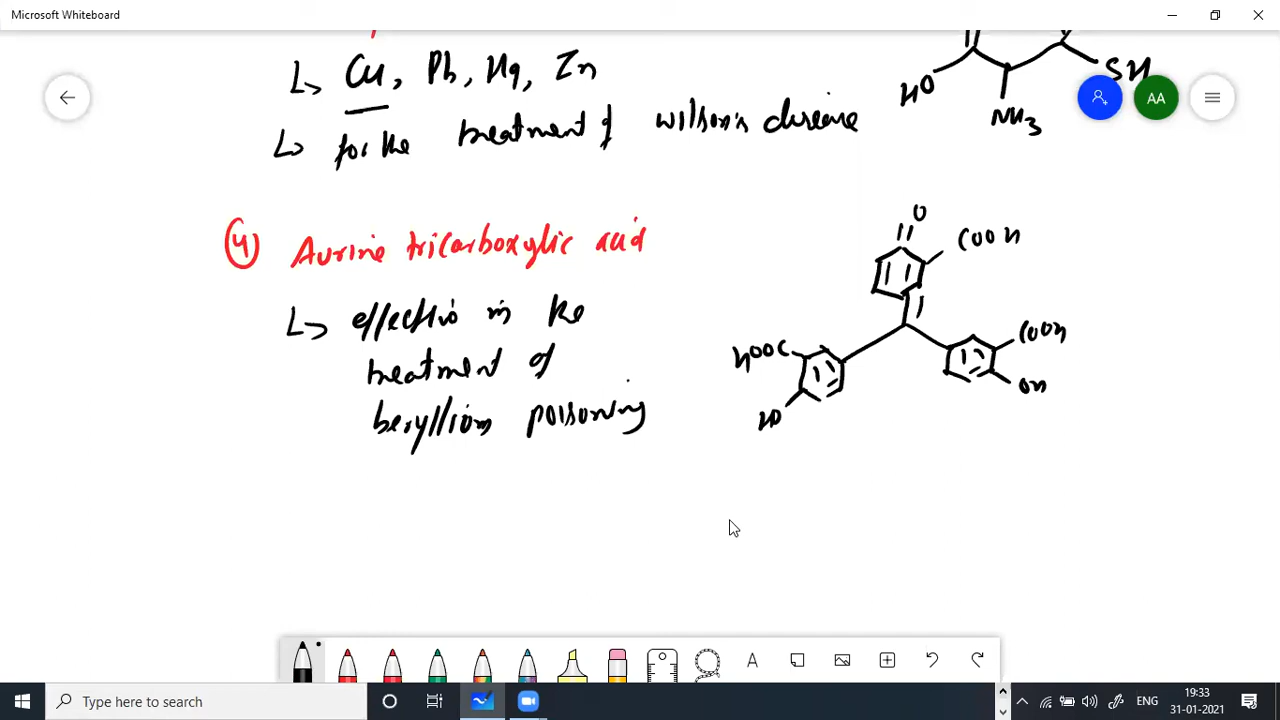 Microsoft Whiteboard
↳ Cu, Pb, Hg, Zn
↳ for the treatment of wilson's disease
HO
SH
NH3
AA
④ Aurine tricarboxylic acid
↳ effective in the
treatment of
beryllium poisoning
O
COOH
HOOC
COOH
HO
OH
A
Type here to search
ENG
19:33
31-01-2021